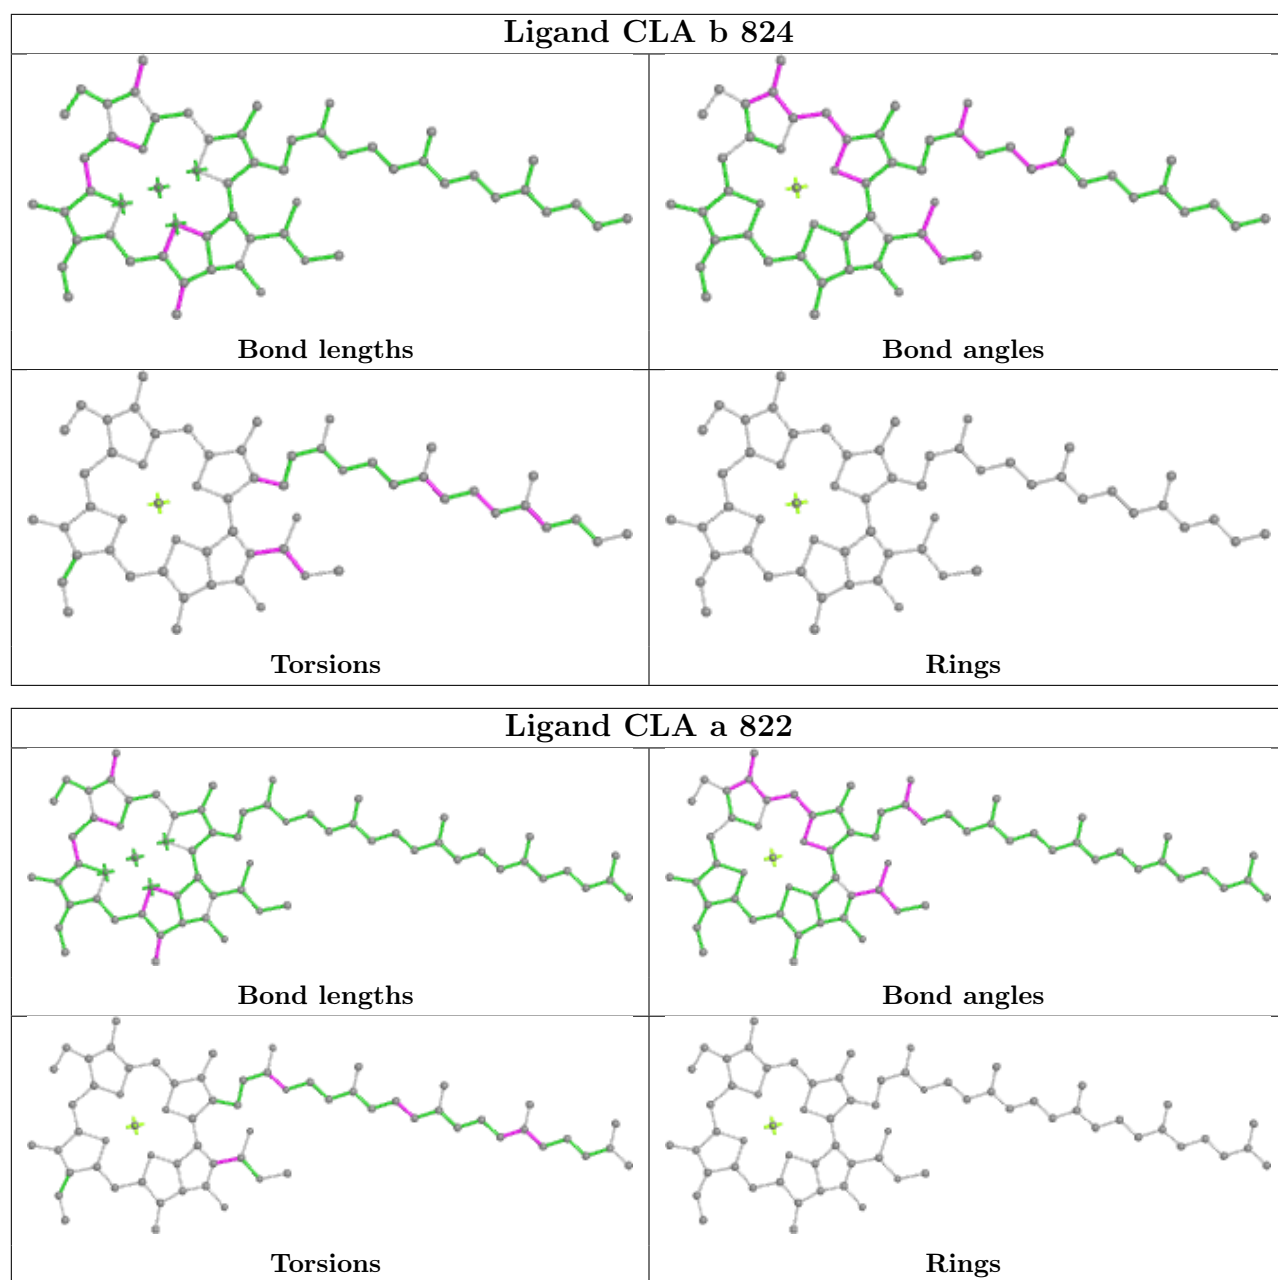 Ligand CLA b 824
Bond lengths
Bond angles
Torsions
Rings
Ligand CLA a 822
Bond lengths
Bond angles
Torsions
Rings